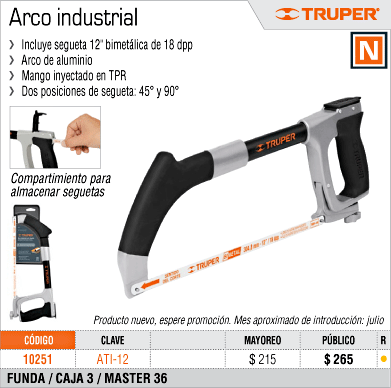 Arco industrial
TRUPER
N
› Incluye segueta 12" bimetálica de 18 dpp
› Arco de aluminio
› Mango inyectado en TPR
› Dos posiciones de segueta: 45° y 90°
Compartimiento para
almacenar seguetas
TRUPER
TRUPER
Producto nuevo, espere promoción. Mes aproximado de introducción: julio
CÓDIGO CLAVE MAYOREO PÚBLICO R
10251 ATI-12 $ 215 $ 265
FUNDA / CAJA 3 / MASTER 36